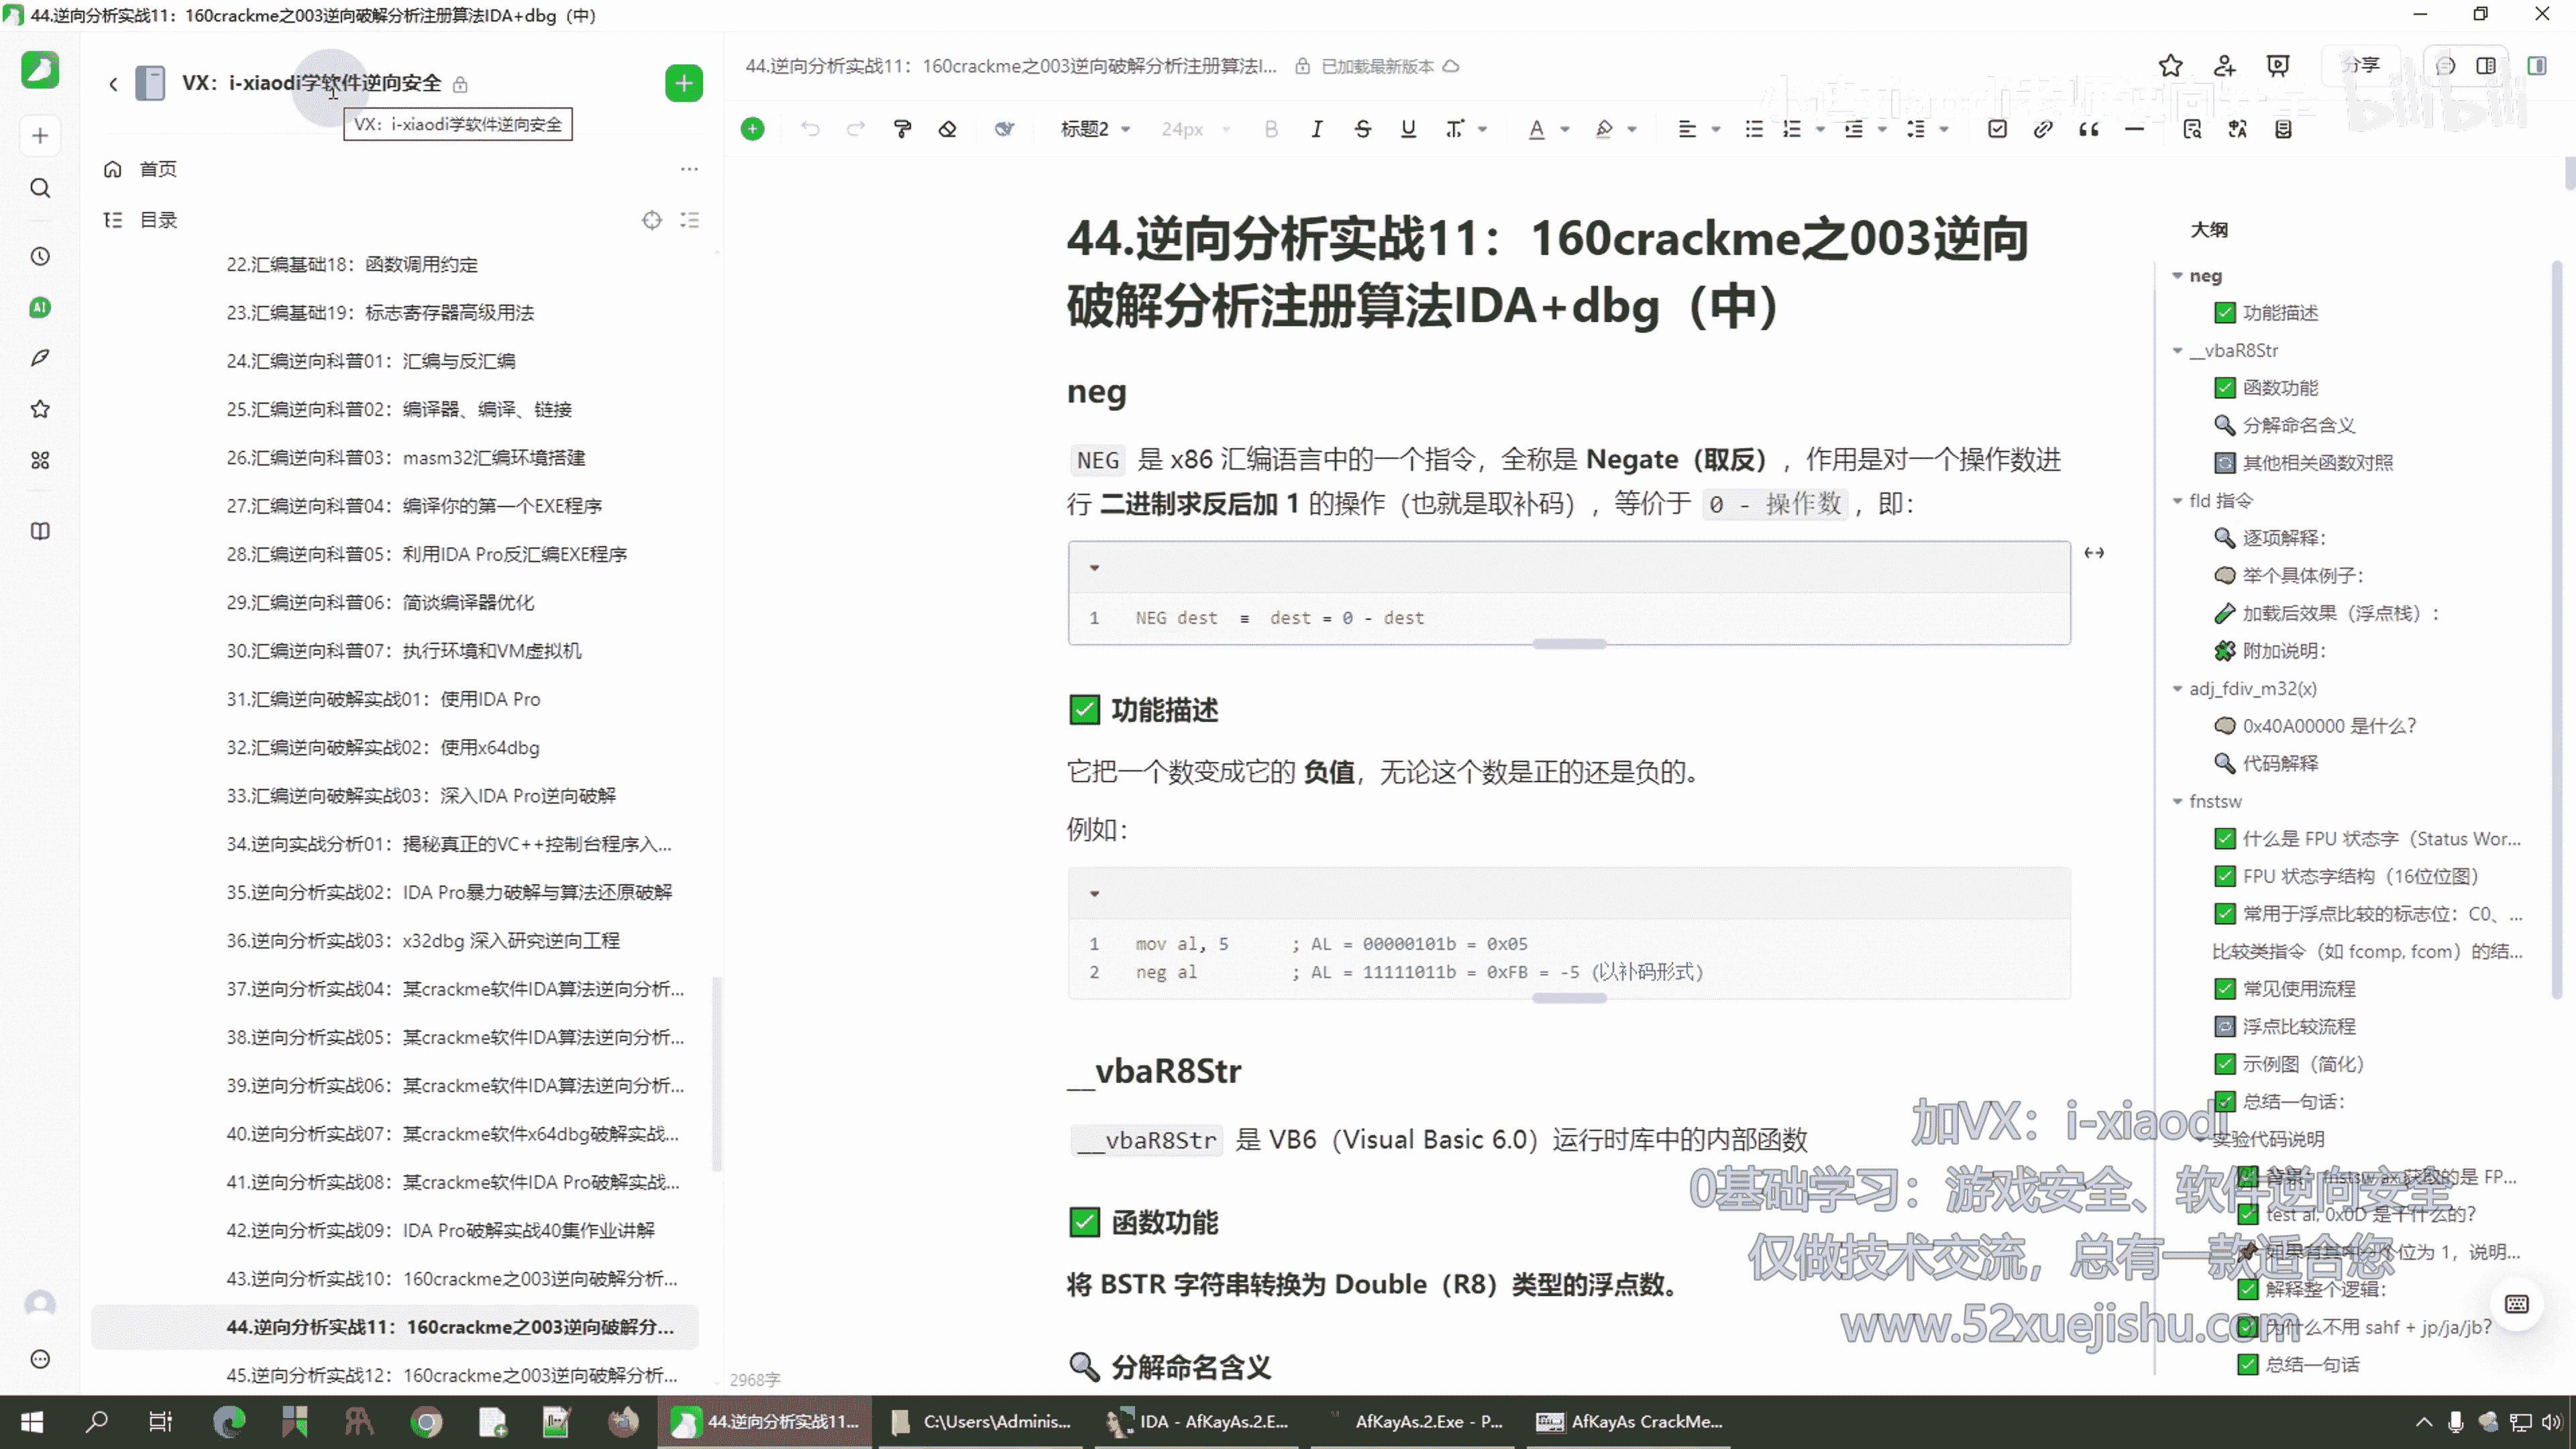 44.逆向分析实战11：160crackme之003逆向破解分析注册算法IDA+dbg（中）
VX：i-xiaodi学软件逆向安全
VX：i-xiaodi学软件逆向安全
首页
目录
22.汇编基础18：函数调用约定
23.汇编基础19：标志寄存器高级用法
24.汇编逆向科普01：汇编与反汇编
25.汇编逆向科普02：编译器、编译、链接
26.汇编逆向科普03：masm32汇编环境搭建
27.汇编逆向科普04：编译你的第一个EXE程序
28.汇编逆向科普05：利用IDA Pro反汇编EXE程序
29.汇编逆向科普06：简谈编译器优化
30.汇编逆向科普07：执行环境和VM虚拟机
31.汇编逆向破解实战01：使用IDA Pro
32.汇编逆向破解实战02：使用x64dbg
33.汇编逆向破解实战03：深入IDA Pro逆向破解
34.逆向实战分析01：揭秘真正的VC++控制台程序入...
35.逆向分析实战02：IDA Pro暴力破解与算法还原破解
36.逆向分析实战03：x32dbg 深入研究逆向工程
37.逆向分析实战04：某crackme软件IDA算法逆向分析...
38.逆向分析实战05：某crackme软件IDA算法逆向分析...
39.逆向分析实战06：某crackme软件IDA算法逆向分析...
40.逆向分析实战07：某crackme软件x64dbg破解实战...
41.逆向分析实战08：某crackme软件IDA Pro破解实战...
42.逆向分析实战09：IDA Pro破解实战40集作业讲解
43.逆向分析实战10：160crackme之003逆向破解分析...
44.逆向分析实战11：160crackme之003逆向破解分...
45.逆向分析实战12：160crackme之003逆向破解分析...
44.逆向分析实战11：160crackme之003逆向破解分析注册算法I...
已加载最新版本
分享
bilibili
标题2
24px
44.逆向分析实战11：160crackme之003逆向
破解分析注册算法IDA+dbg（中）
neg
NEG 是 x86 汇编语言中的一个指令，全称是 Negate（取反），作用是对一个操作数进
行 二进制求反后加 1 的操作（也就是取补码），等价于 0 - 操作数 ，即：
1 NEG dest ≡ dest = 0 - dest
功能描述
它把一个数变成它的 负值，无论这个数是正的还是负的。
例如：
1 mov al, 5 ; AL = 00000101b = 0x05
2 neg al ; AL = 11111011b = 0xFB = -5 (以补码形式)
__vbaR8Str
__vbaR8Str 是 VB6（Visual Basic 6.0）运行时库中的内部函数
函数功能
将 BSTR 字符串转换为 Double（R8）类型的浮点数。
分解命名含义
2968字
大纲
neg
功能描述
__vbaR8Str
函数功能
分解命名含义
其他相关函数对照
fld 指令
逐项解释：
举个具体例子：
加载后效果（浮点栈）：
附加说明：
adj_fdiv_m32(x)
0x40A00000 是什么？
代码解释
fnstsw
什么是 FPU 状态字（Status Wor...
FPU 状态字结构（16位位图）
常用于浮点比较的标志位：C0、...
比较类指令（如 fcomp, fcom）的结...
常见使用流程
浮点比较流程
示例图（简化）
总结一句话：
实验代码说明
背景：fnstsw ax 获取的是 FP...
test al, 0x0D 是干什么的？
如果有其中一个位为 1，说明...
解释整个逻辑：
为什么不用 sahf + jp/ja/jb？
总结一句话
加VX：i-xiaodi
0基础学习：游戏安全、软件逆向安全
仅做技术交流，总有一款适合您
www.52xuejishu.com
44.逆向分析实战11...
C:\Users\Adminis...
IDA - AfKayAs.2.E...
AfKayAs.2.Exe - P...
AfKayAs CrackMe...